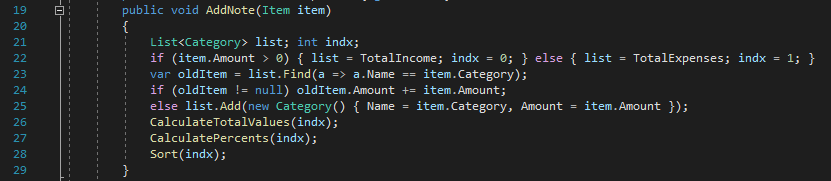 19 public void AddNote(Item item)
20 {
21 List<Category> list; int indx;
22 if (item.Amount > 0) { list = TotalIncome; indx = 0; } else { list = TotalExpenses; indx = 1; }
23 var oldItem = list.Find(a => a.Name == item.Category);
24 if (oldItem != null) oldItem.Amount += item.Amount;
25 else list.Add(new Category() { Name = item.Category, Amount = item.Amount });
26 CalculateTotalValues(indx);
27 CalculatePercents(indx);
28 Sort(indx);
29 }